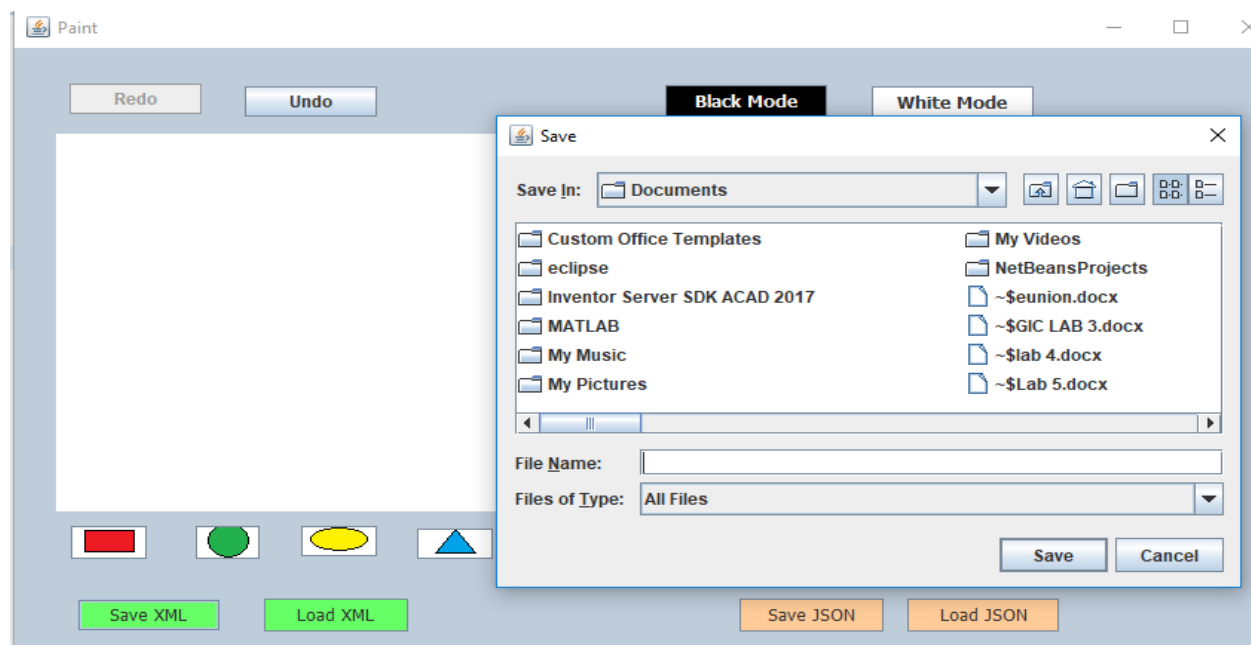 Paint
Redo
Undo
Black Mode
White Mode
Save
Save In:
Documents
Custom Office Templates
eclipse
Inventor Server SDK ACAD 2017
MATLAB
My Music
My Pictures
My Videos
NetBeansProjects
~$eunion.docx
~$GIC LAB 3.docx
~$lab 4.docx
~$Lab 5.docx
File Name:
Files of Type:
All Files
Save
Cancel
Save XML
Load XML
Save JSON
Load JSON